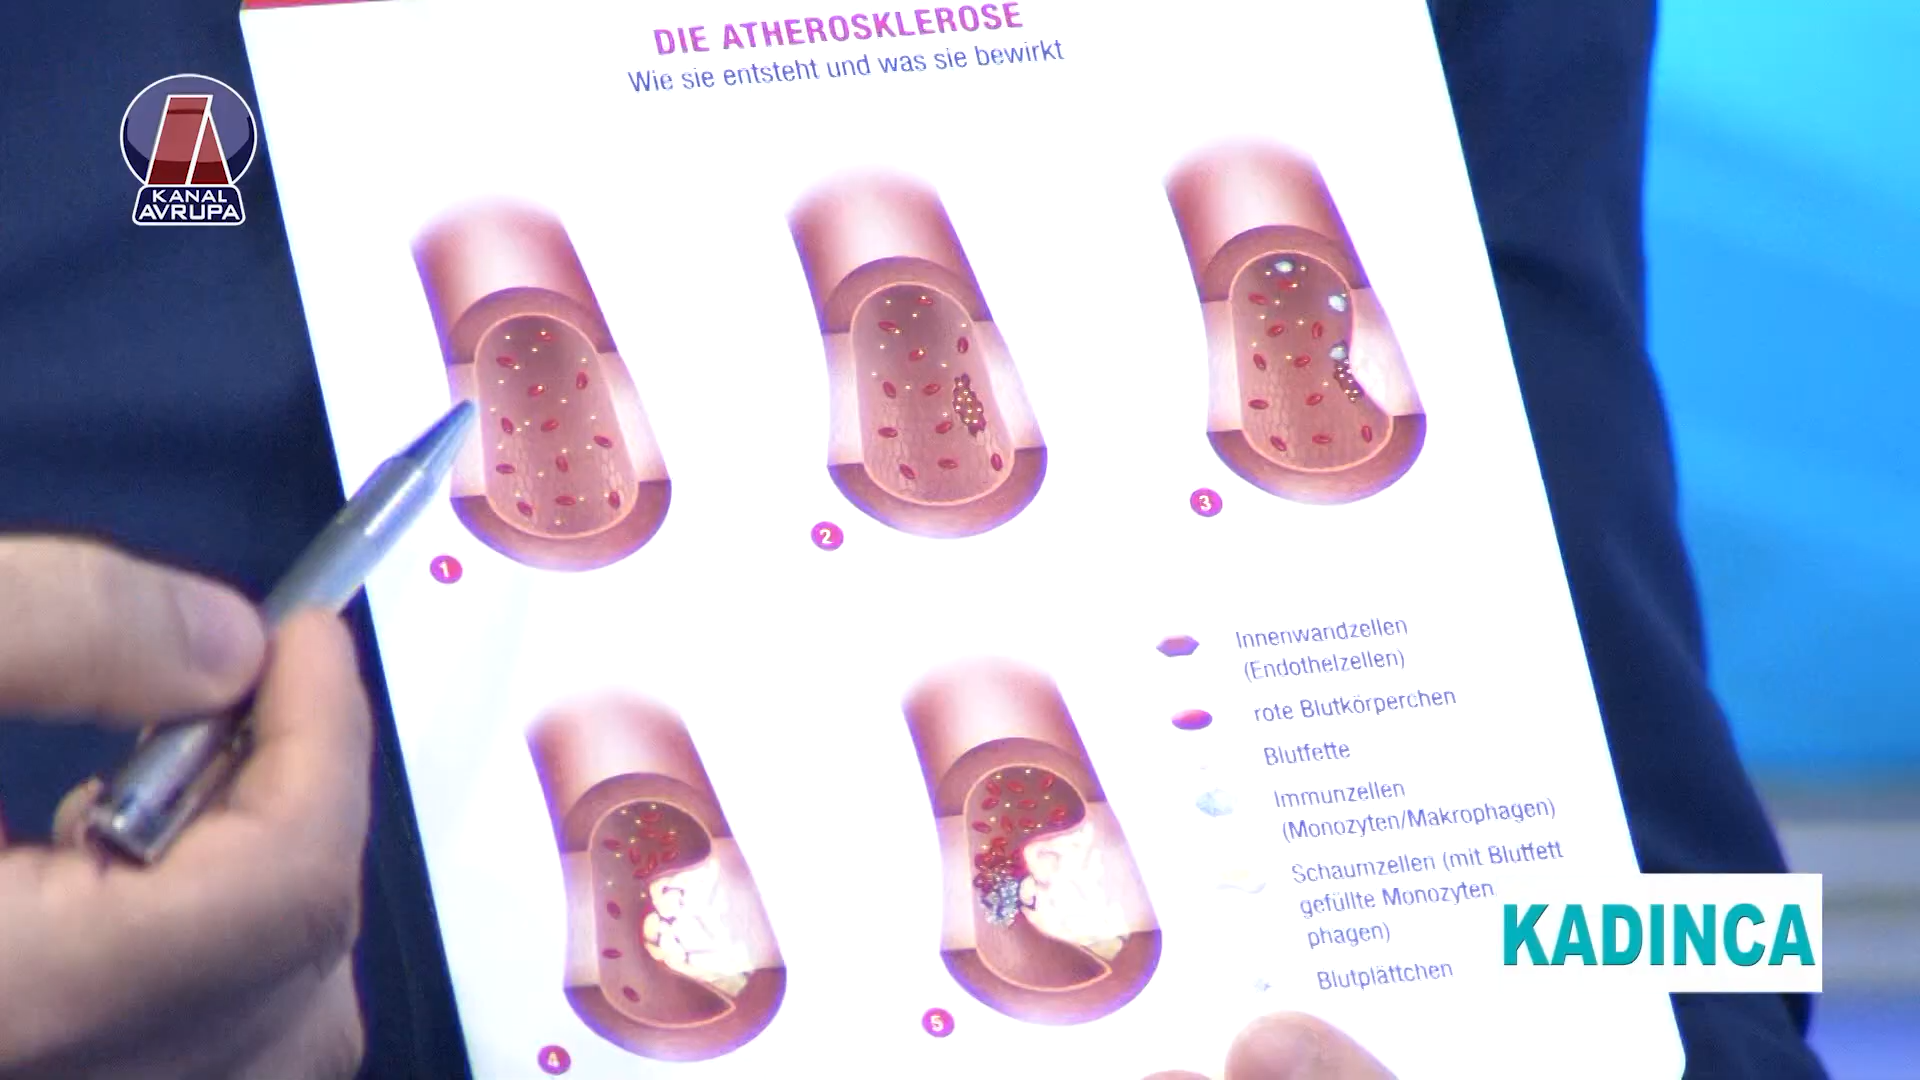 DIE ATHEROSKLEROSE
Wie sie entsteht und was sie bewirkt
KANAL
AVRUPA
1
2
3
4
5
Innenwandzellen
(Endothelzellen)
rote Blutkörperchen
Blutfette
Immunzellen
(Monozyten/Makrophagen)
Schaumzellen (mit Blutfett
gefüllte Monozyten
phagen)
Blutplättchen
KADINCA